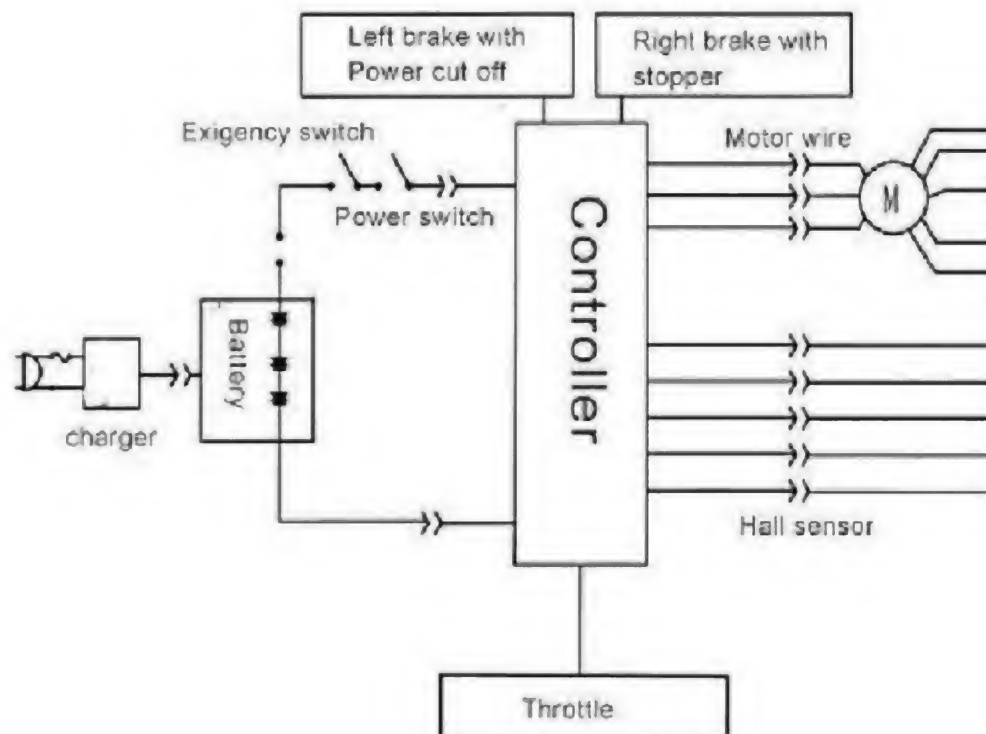 Left brake with
Power cut off
Right brake with
stopper
Exigency switch
Motor wire
Power switch
M
Controller
Battery
charger
Hall sensor
Throttle